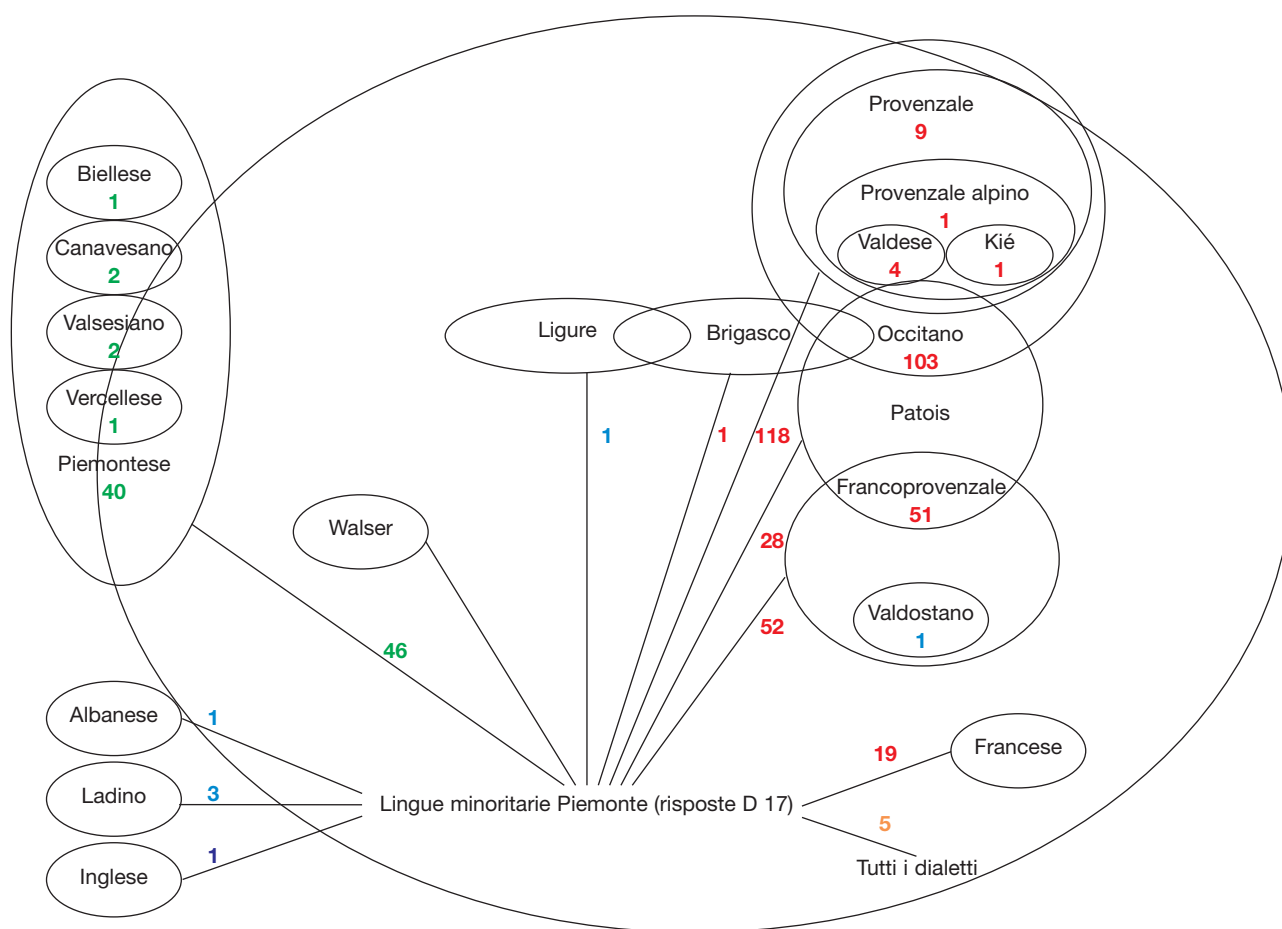 Biellese
1
Canavesano
2
Valsesiano
2
Vercellese
1
Piemontese
40
46
Walser
Ligure
Brigasco
1
1
118
28
52
Provenzale
9
Provenzale alpino
1
Valdese
4
Kié
1
Occitano
103
Patois
Francoprovenzale
51
Valdostano
1
Albanese
1
Ladino
3
Inglese
1
Lingue minoritarie Piemonte (risposte D 17)
19
Francese
5
Tutti i dialetti